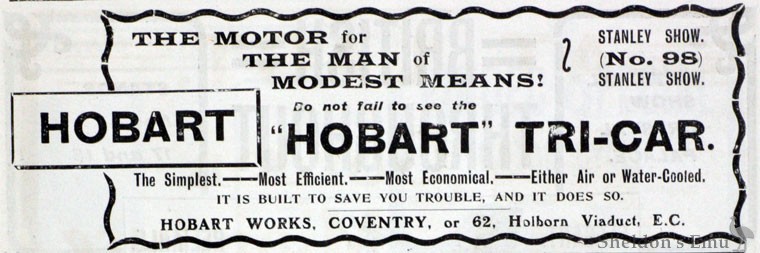 THE MOTOR for
THE MAN of
MODEST MEANS!
STANLEY SHOW.
(No. 98)
STANLEY SHOW.
HOBART
Do not fail to see the
"HOBART" TRI-CAR.
The Simplest.—Most Efficient.—Most Economical.—Either Air or Water-Cooled.
IT IS BUILT TO SAVE YOU TROUBLE, AND IT DOES SO.
HOBART WORKS, COVENTRY, or 62, Holborn Viaduct, E.C.
Sheldon's Emu